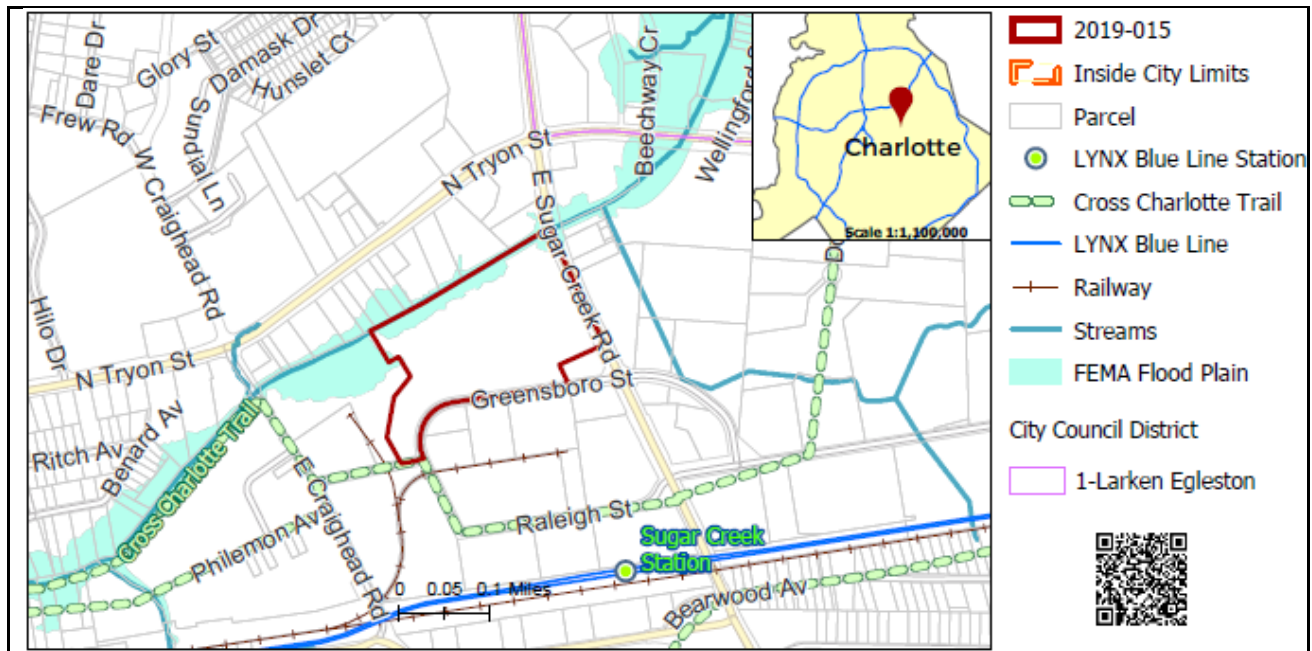 Dare Dr
Glory St
Damask Dr
Hunslet Cr
Frew Rd
Sundial Ln
W Craighead Rd
N Tryon St
E Sugar Creek Rd
Beechway Cr
Wellingford
Charlotte
Scale 1:1,100,000
Hilo Dr
N Tryon St
Greensboro St
Ritch Av
Benard Av
Cross Charlotte Trail
E Craighead Rd
Philemon Av
Raleigh St
Sugar Creek
Station
0 0.05 0.1 Miles
Bearwood Av
2019-015
Inside City Limits
Parcel
LYNX Blue Line Station
Cross Charlotte Trail
LYNX Blue Line
Railway
Streams
FEMA Flood Plain
City Council District
1-Larken Egleston